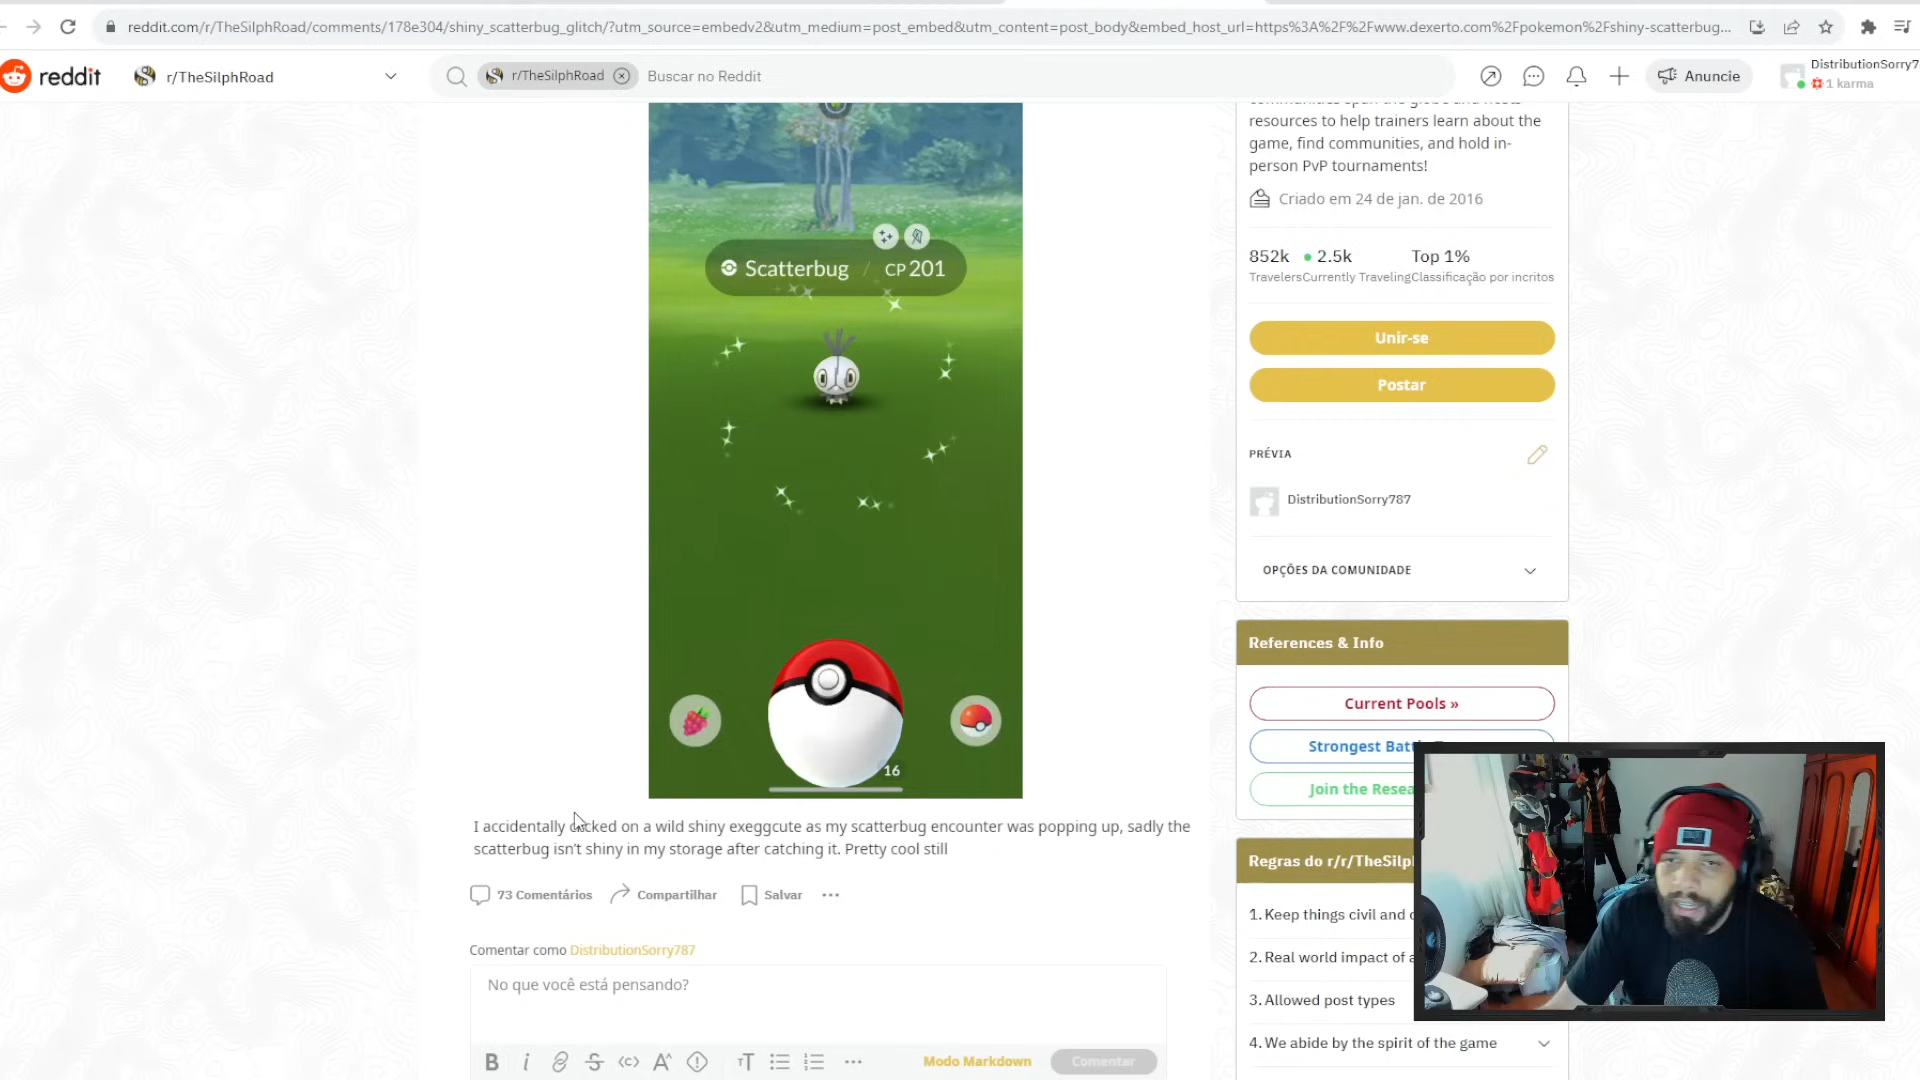 reddit.com/r/TheSilphRoad/comments/178e304/shiny_scatterbug_glitch/?utm_source=embedv2&utm_medium=post_embed&utm_content=post_body&embed_host_url=https%3A%2F%2Fwww.dexerto.com%2Fpokemon%2Fshiny-scatterbug...
reddit
r/TheSilphRoad
r/TheSilphRoad
Buscar no Reddit
Anuncie
DistributionSorry7
1 karma
Scatterbug / CP 201
16
I accidentally clicked on a wild shiny exeggcute as my scatterbug encounter was popping up, sadly the
scatterbug isn't shiny in my storage after catching it. Pretty cool still
73 Comentários
Compartilhar
Salvar
Comentar como DistributionSorry787
No que você está pensando?
Modo Markdown
Comentar
resources to help trainers learn about the
game, find communities, and hold in-
person PvP tournaments!
Criado em 24 de jan. de 2016
852k 2.5k Top 1%
TravelersCurrently TravelingClassificação por incritos
Unir-se
Postar
PRÉVIA
DistributionSorry787
OPÇÕES DA COMUNIDADE
References & Info
Current Pools »
Strongest Batt
Join the Resea
Regras do r/r/TheSilp
1. Keep things civil and
2. Real world impact of
3. Allowed post types
4. We abide by the spirit of the game